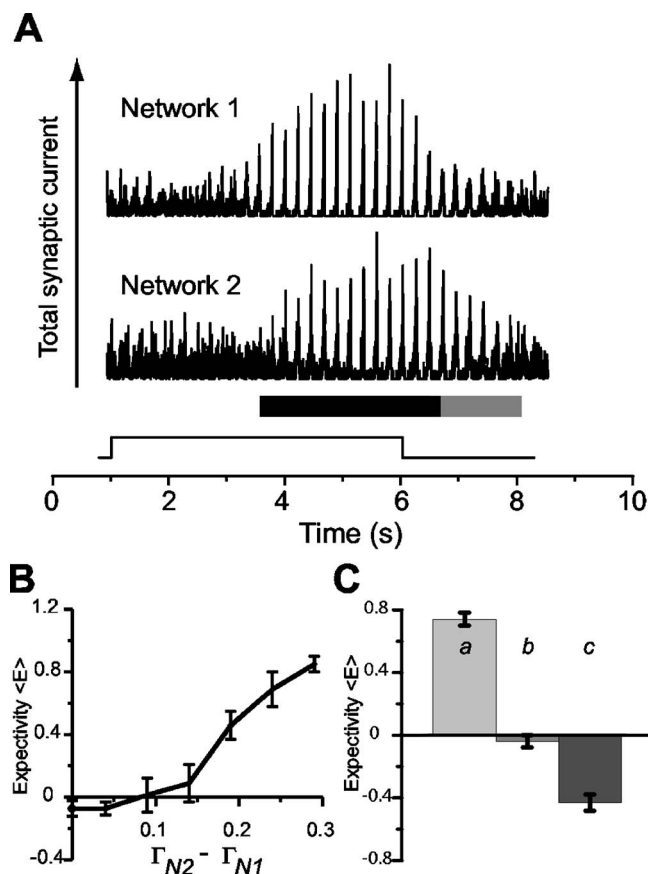 A
Total synaptic current
Network 1
Network 2
0 2 4 6 8 10
Time (s)
B
Expectivity <E>
1.2
0.8
0.4
0
-0.4
0.1 0.2 0.3
Γ_N2 - Γ_N1
C
Expectivity <E>
0.8
0.4
0
-0.4
-0.8
a b c